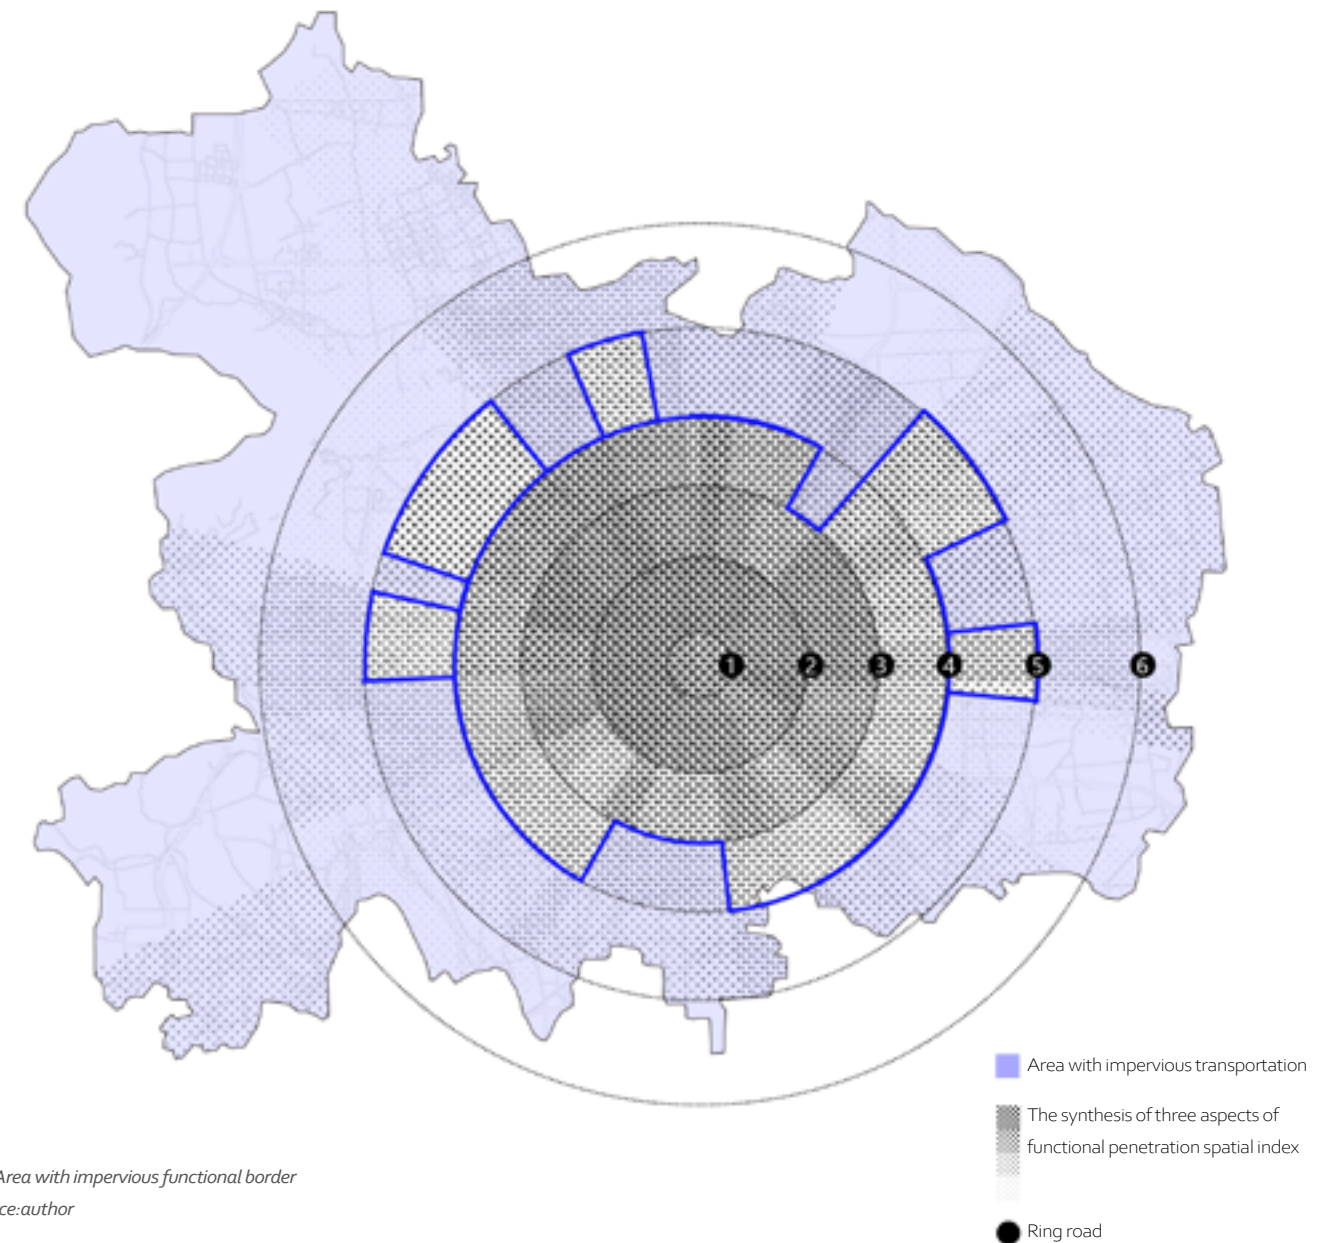 1 2 3 4 5 6
Area with impervious transportation
The synthesis of three aspects of
functional penetration spatial index
Area with impervious functional border
ce:author
Ring road